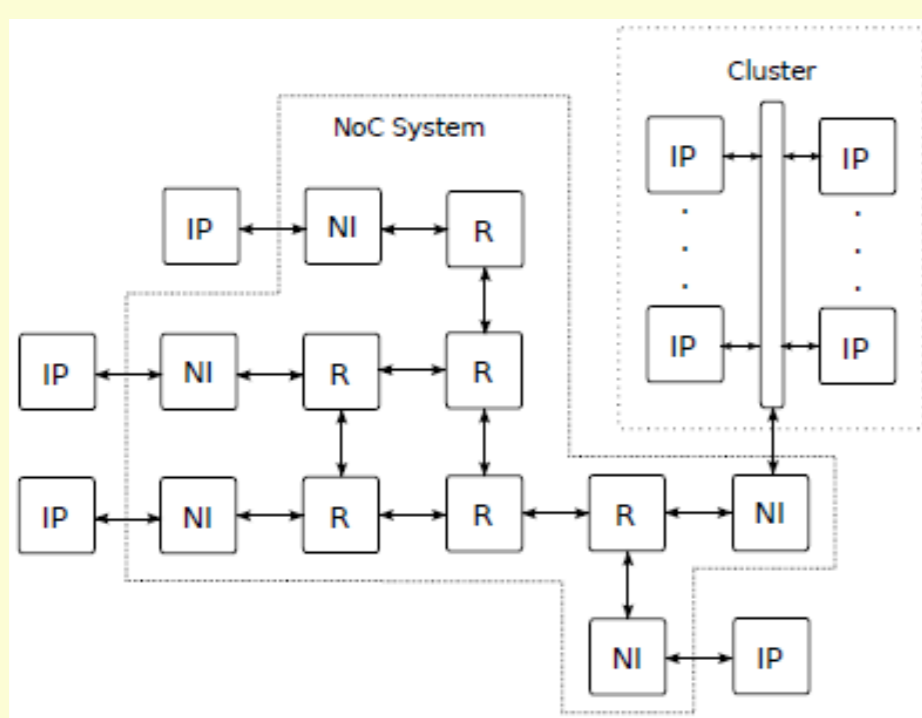 Cluster
NoC System
IP IP
IP NI R
IP IP
IP NI R R
IP NI R R R NI
NI IP